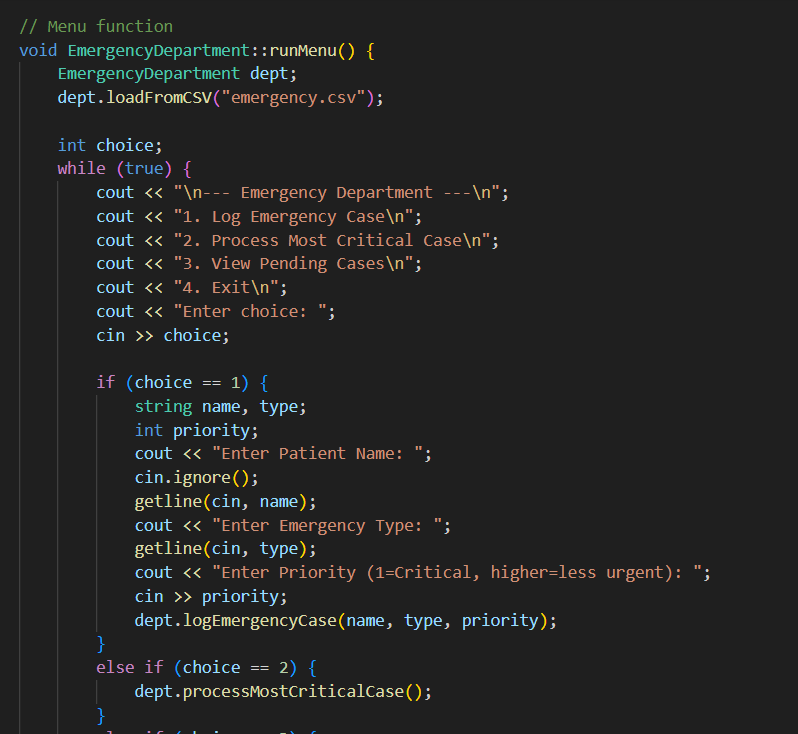 // Menu function
void EmergencyDepartment::runMenu() {
    EmergencyDepartment dept;
    dept.loadFromCSV("emergency.csv");

    int choice;
    while (true) {
        cout << "\n--- Emergency Department ---\n";
        cout << "1. Log Emergency Case\n";
        cout << "2. Process Most Critical Case\n";
        cout << "3. View Pending Cases\n";
        cout << "4. Exit\n";
        cout << "Enter choice: ";
        cin >> choice;

        if (choice == 1) {
            string name, type;
            int priority;
            cout << "Enter Patient Name: ";
            cin.ignore();
            getline(cin, name);
            cout << "Enter Emergency Type: ";
            getline(cin, type);
            cout << "Enter Priority (1=Critical, higher=less urgent): ";
            cin >> priority;
            dept.logEmergencyCase(name, type, priority);
        }
        else if (choice == 2) {
            dept.processMostCriticalCase();
        }